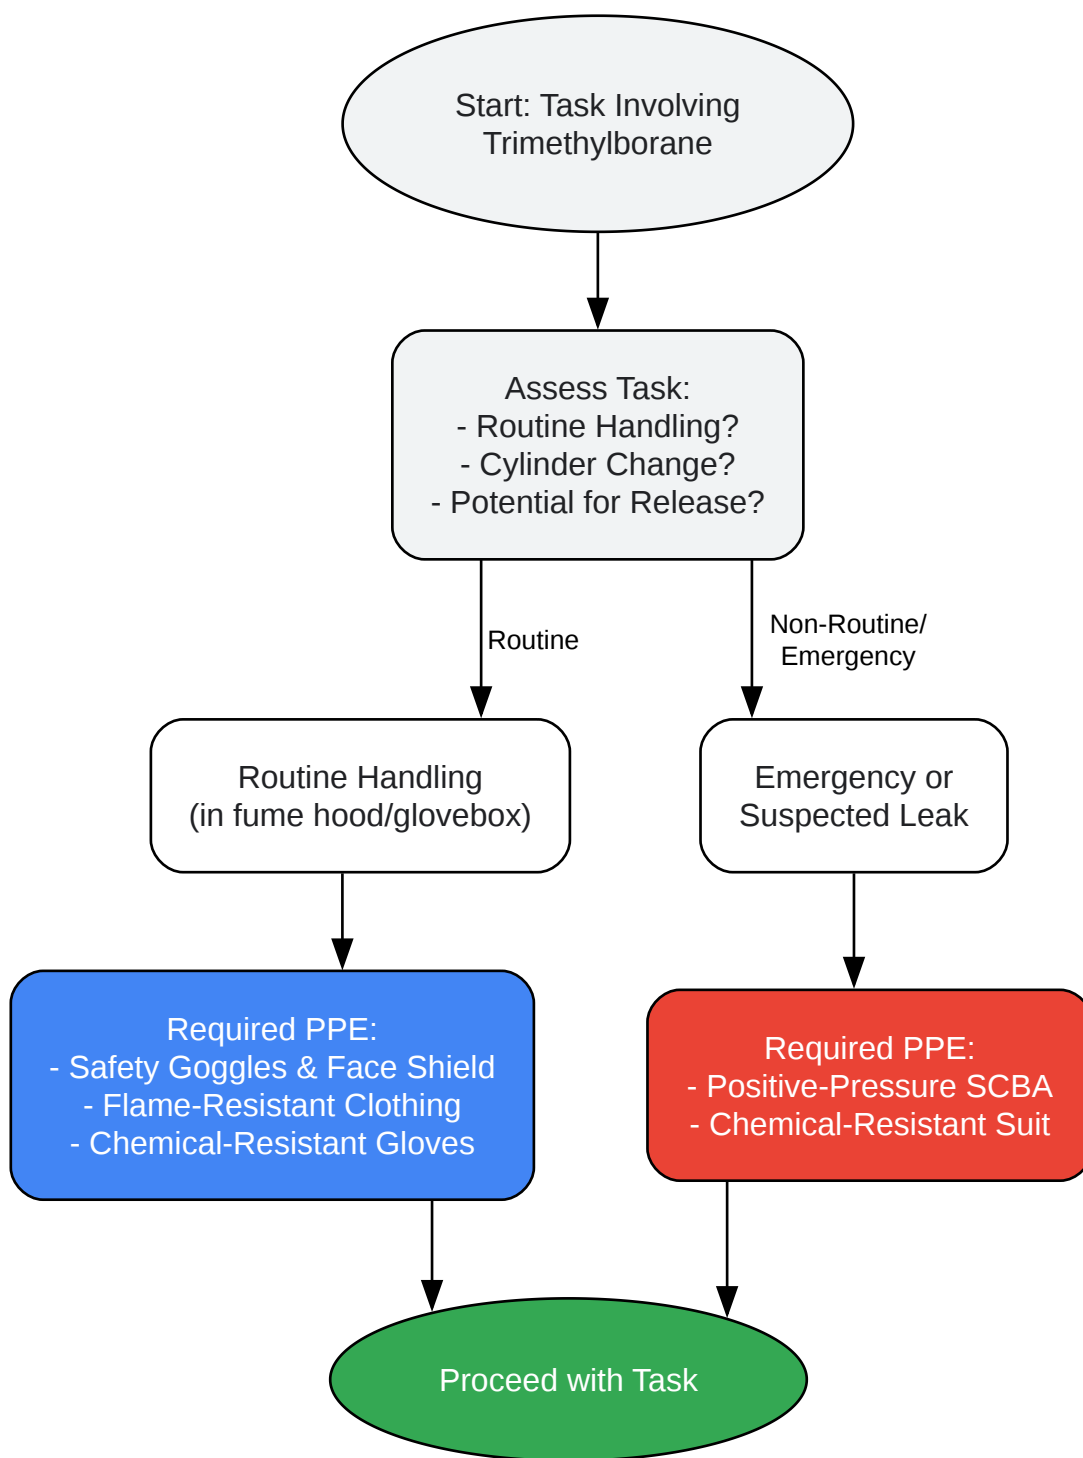 Start: Task Involving
Trimethylborane
Assess Task:
- Routine Handling?
- Cylinder Change?
- Potential for Release?
Routine
Non-Routine/
Emergency
Routine Handling
(in fume hood/glovebox)
Emergency or
Suspected Leak
Required PPE:
- Safety Goggles & Face Shield
- Flame-Resistant Clothing
- Chemical-Resistant Gloves
Required PPE:
- Positive-Pressure SCBA
- Chemical-Resistant Suit
Proceed with Task